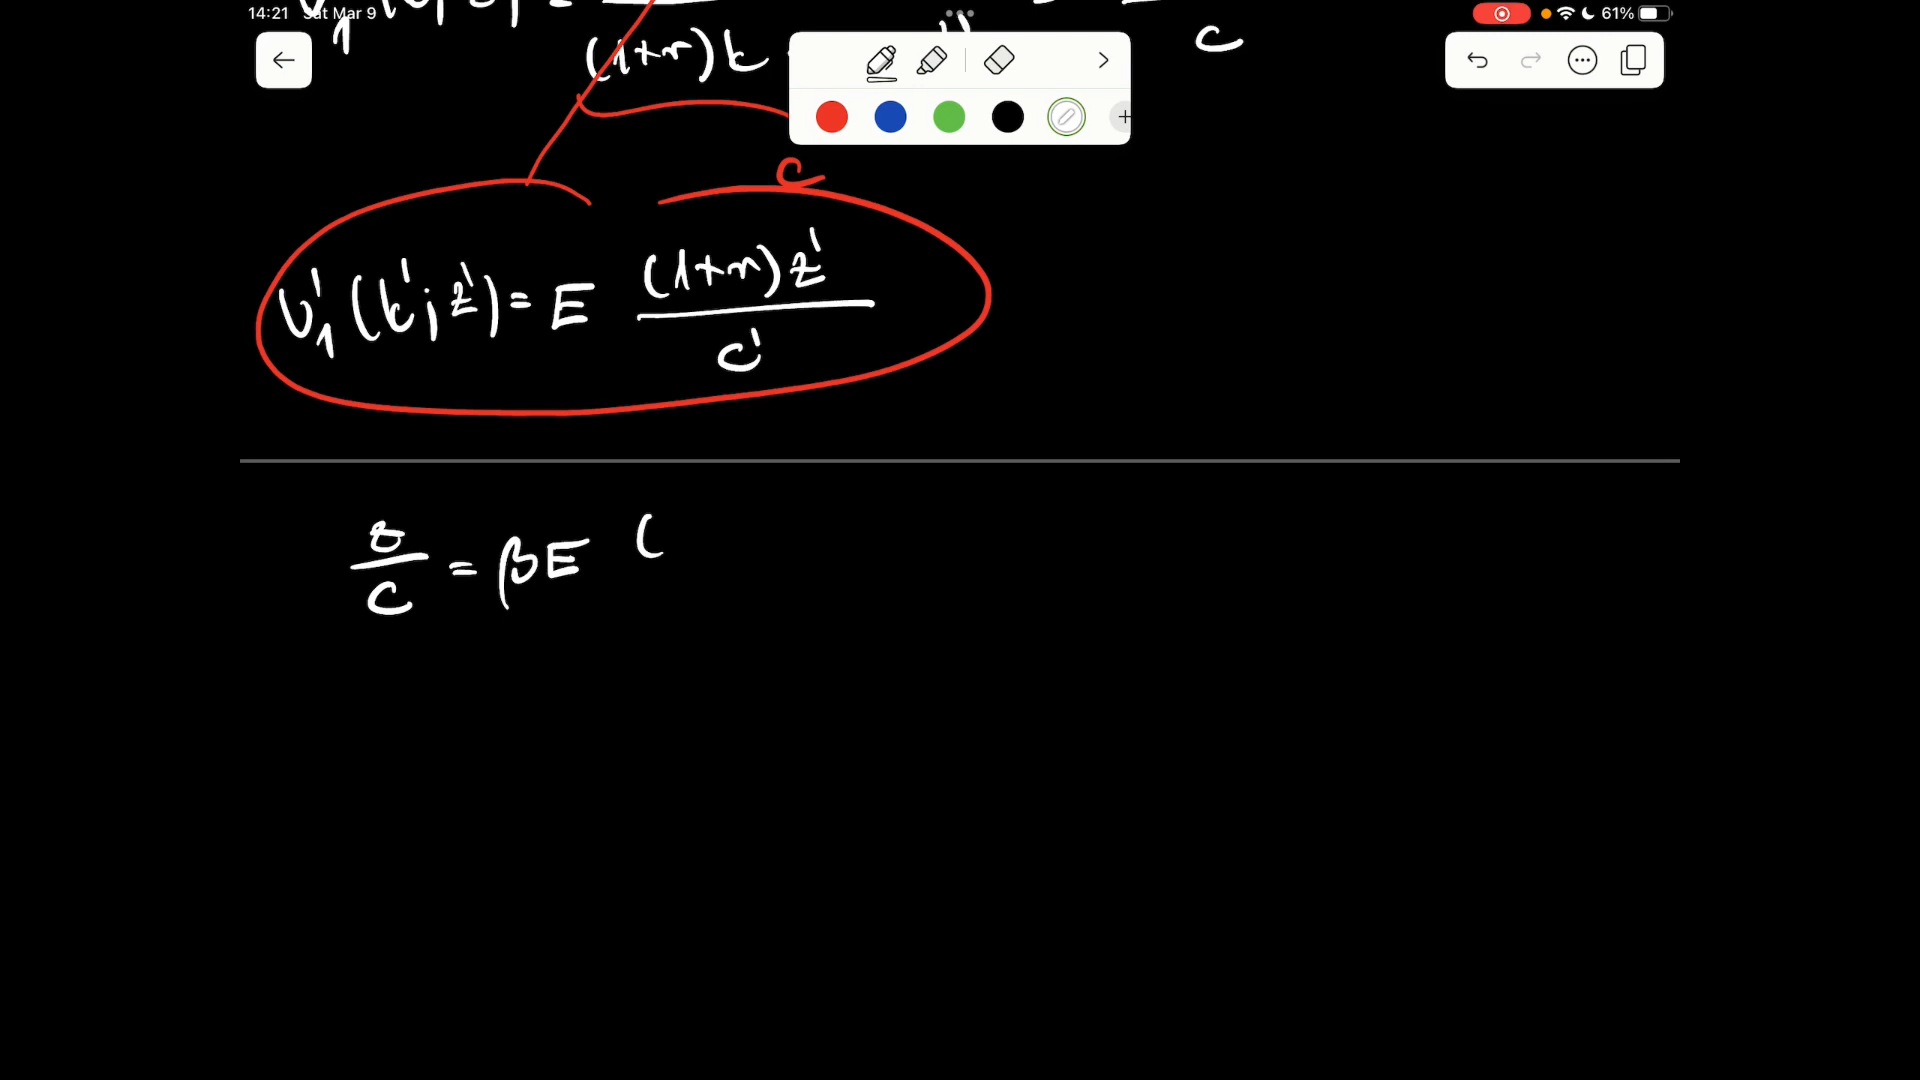 14:21 Sat Mar 9 61%
(1+r)k
c
c
v'₁(k'; z') = E (1+r)z' / c'
z / c = βE (